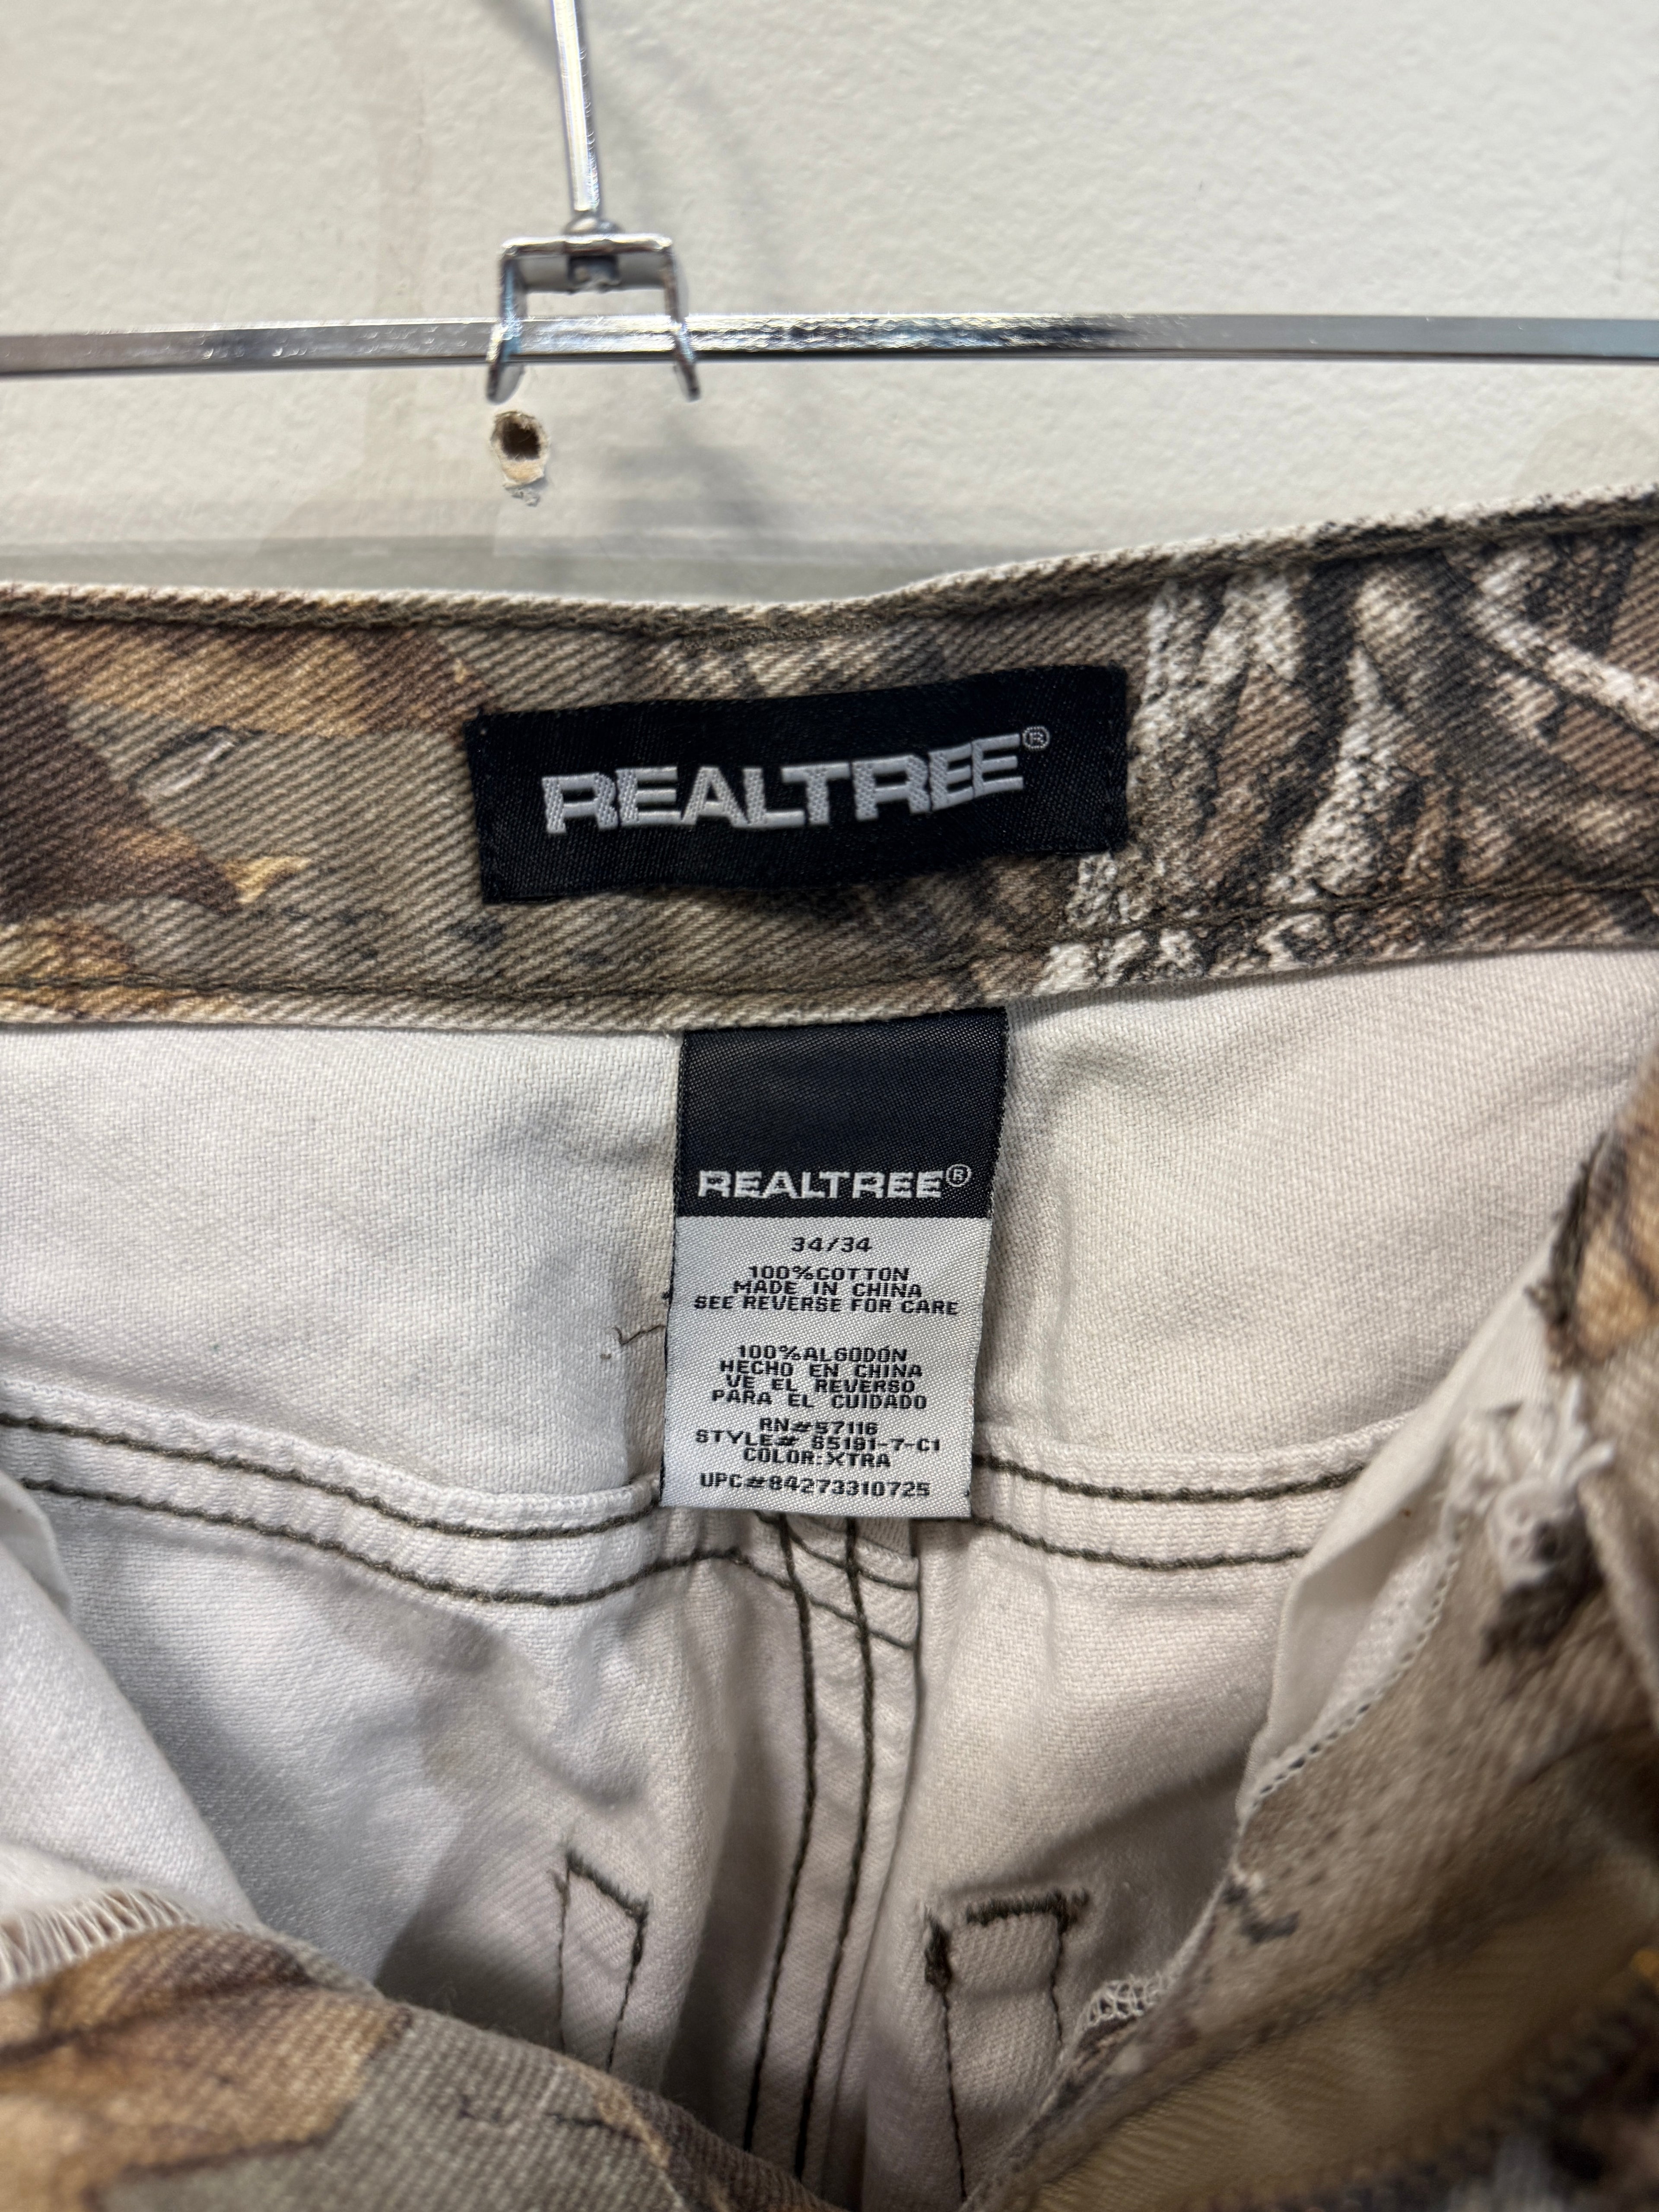 REALTREE®
REALTREE®
34/34
100%COTTON
MADE IN CHINA
SEE REVERSE FOR CARE
100%ALGODÓN
HECHO EN CHINA
VE EL REVERSO
PARA EL CUIDADO
RN#57116
STYLE# 85191-7-C1
COLOR:XTRA
UPC#84273310725